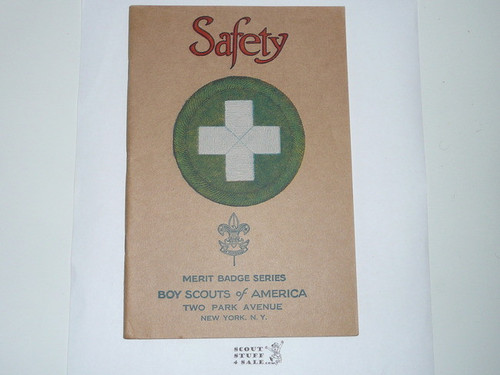 Safety
MERIT BADGE SERIES
BOY SCOUTS of AMERICA
TWO PARK AVENUE
NEW YORK. N. Y.
SCOUT
STUFF
4 SALE